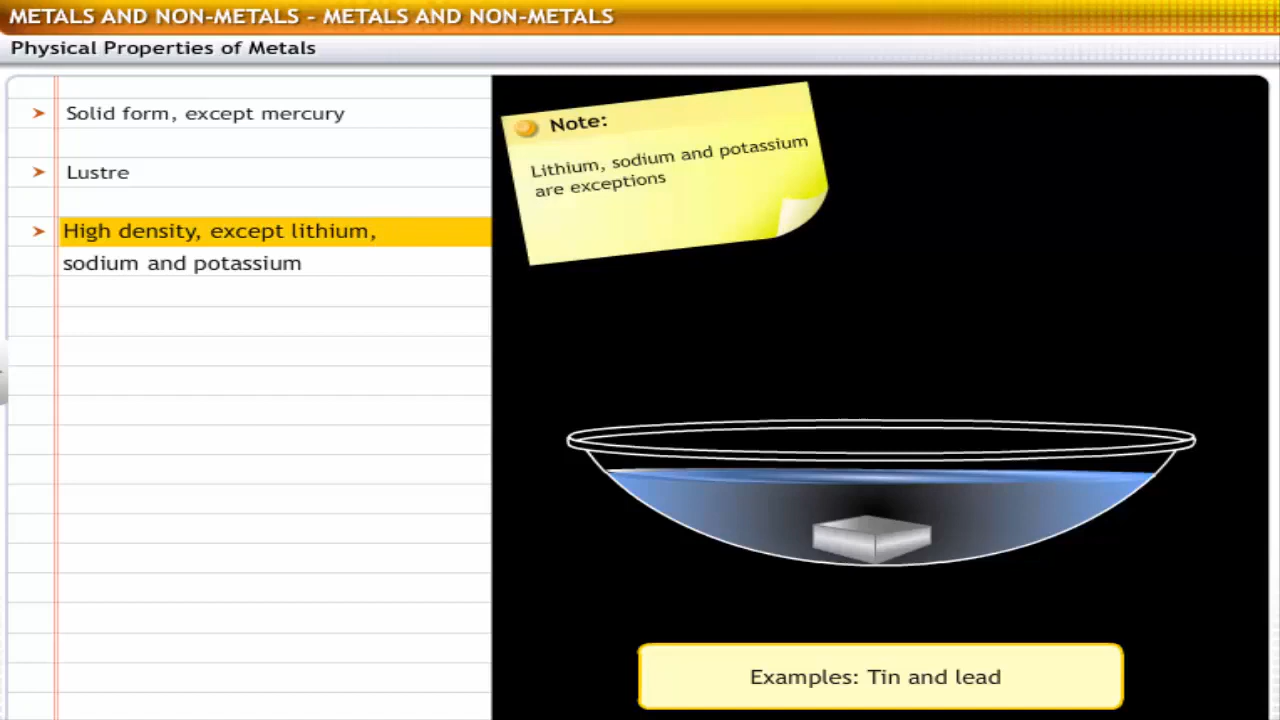 METALS AND NON-METALS - METALS AND NON-METALS
Physical Properties of Metals
Solid form, except mercury
Lustre
High density, except lithium,
sodium and potassium
Note:
Lithium, sodium and potassium
are exceptions
Examples: Tin and lead